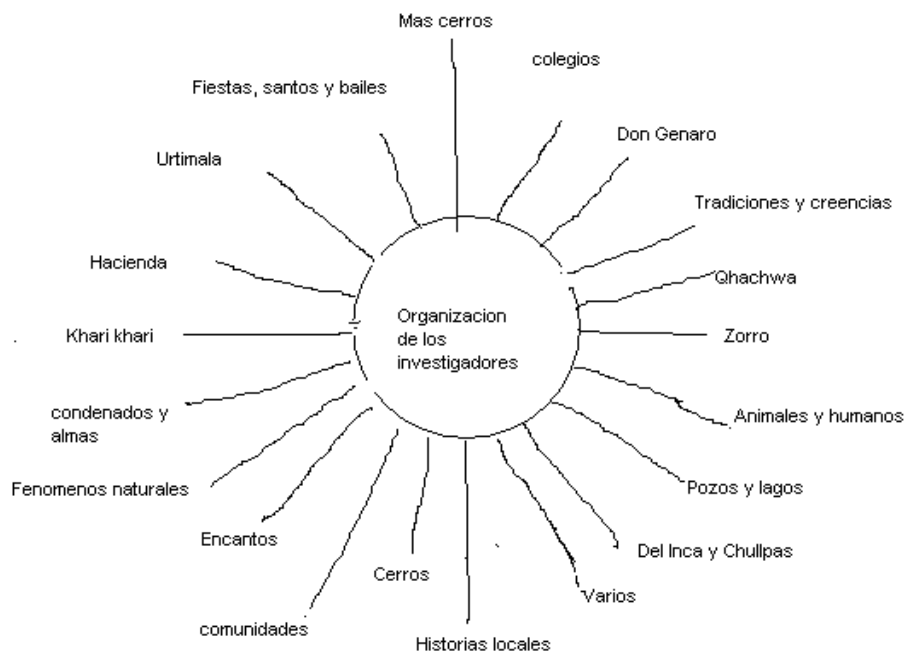 Mas cerros
colegios
Fiestas, santos y bailes
Don Genaro
Urtimala
Tradiciones y creencias
Hacienda
Qhachwa
Organizacion
de los
investigadores
Khari khari
Zorro
condenados y
almas
Animales y humanos
Fenomenos naturales
Pozos y lagos
Encantos
Del Inca y Chullpas
Cerros
Varios
comunidades
Historias locales